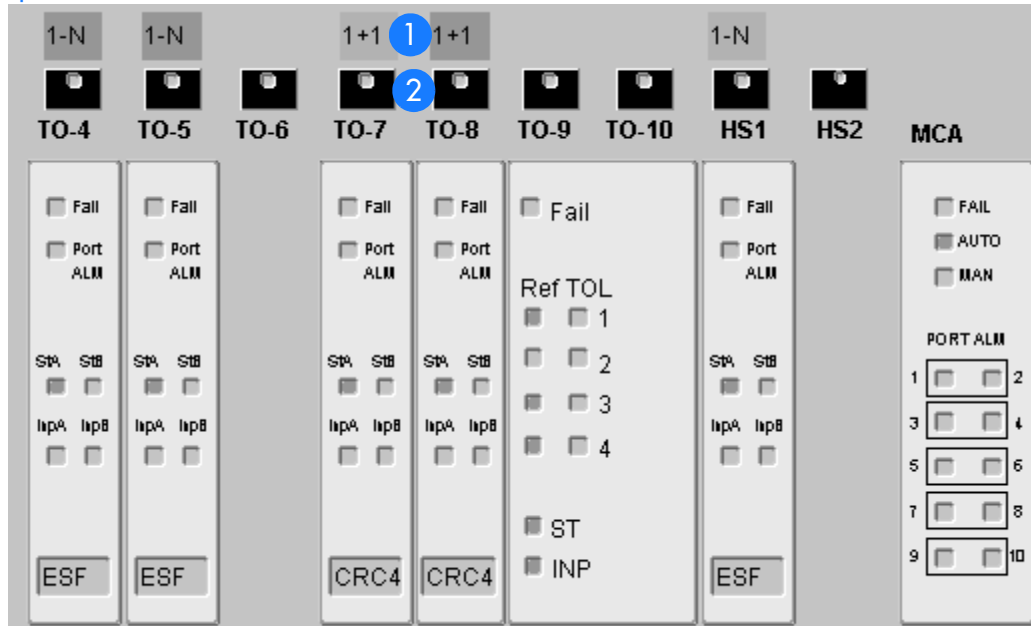 1-N 1-N 1+1 1 1+1 1-N
2
TO-4 TO-5 TO-6 TO-7 TO-8 TO-9 TO-10 HS1 HS2 MCA
Fail Fail Fail Fail Fail Fail FAIL
Port Port Port Port Port AUTO
ALM ALM ALM ALM ALM MAN
Ref TOL
1
PORT ALM
StA StB StA StB StA StB StA StB 2 StA StB
1 2
InpA InpB InpA InpB InpA InpB InpA InpB 3 InpA InpB 3 4
4
5 6
7 8
ST
9 10
ESF ESF CRC4 CRC4 INP ESF